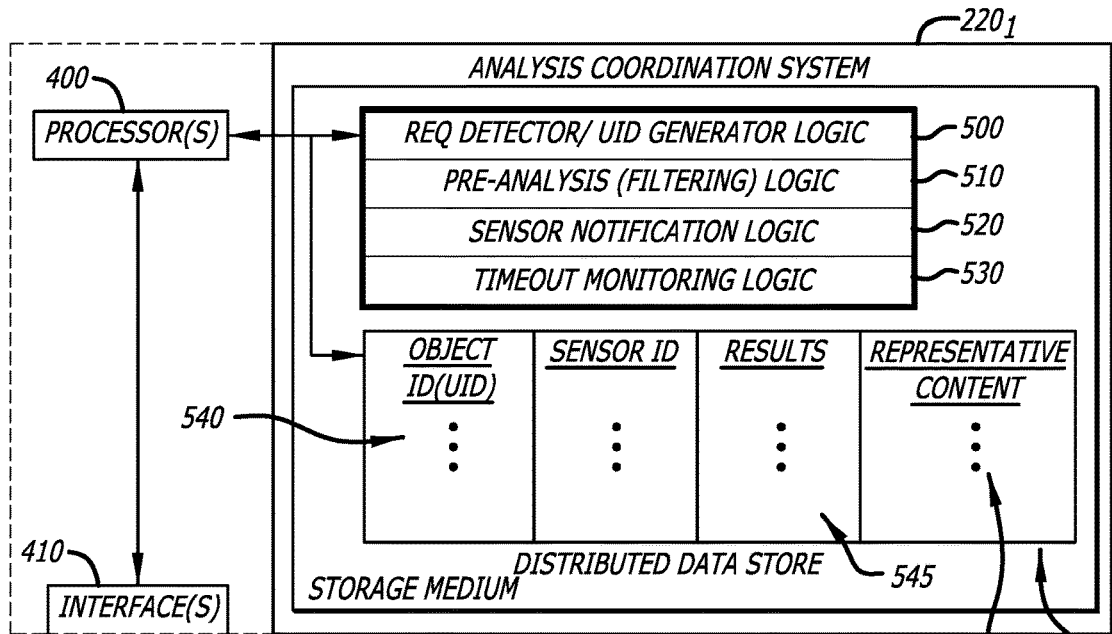 220₁
400
ANALYSIS COORDINATION SYSTEM
PROCESSOR(S)
REQ DETECTOR/ UID GENERATOR LOGIC
500
PRE-ANALYSIS (FILTERING) LOGIC
510
SENSOR NOTIFICATION LOGIC
520
TIMEOUT MONITORING LOGIC
530
OBJECT
ID(UID)
SENSOR ID
RESULTS
REPRESENTATIVE
CONTENT
540
410
DISTRIBUTED DATA STORE
545
STORAGE MEDIUM
INTERFACE(S)